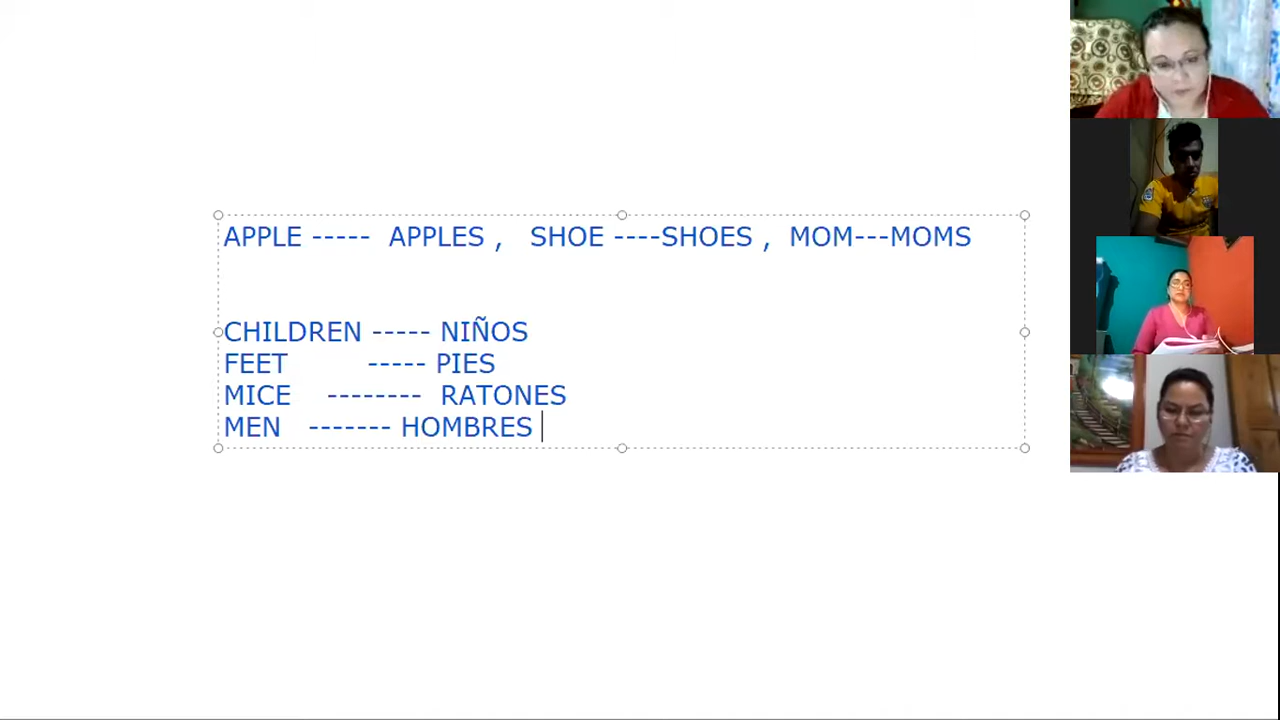 APPLE ----- APPLES , SHOE ----SHOES , MOM---MOMS
CHILDREN ----- NIÑOS
FEET ----- PIES
MICE -------- RATONES
MEN ------- HOMBRES